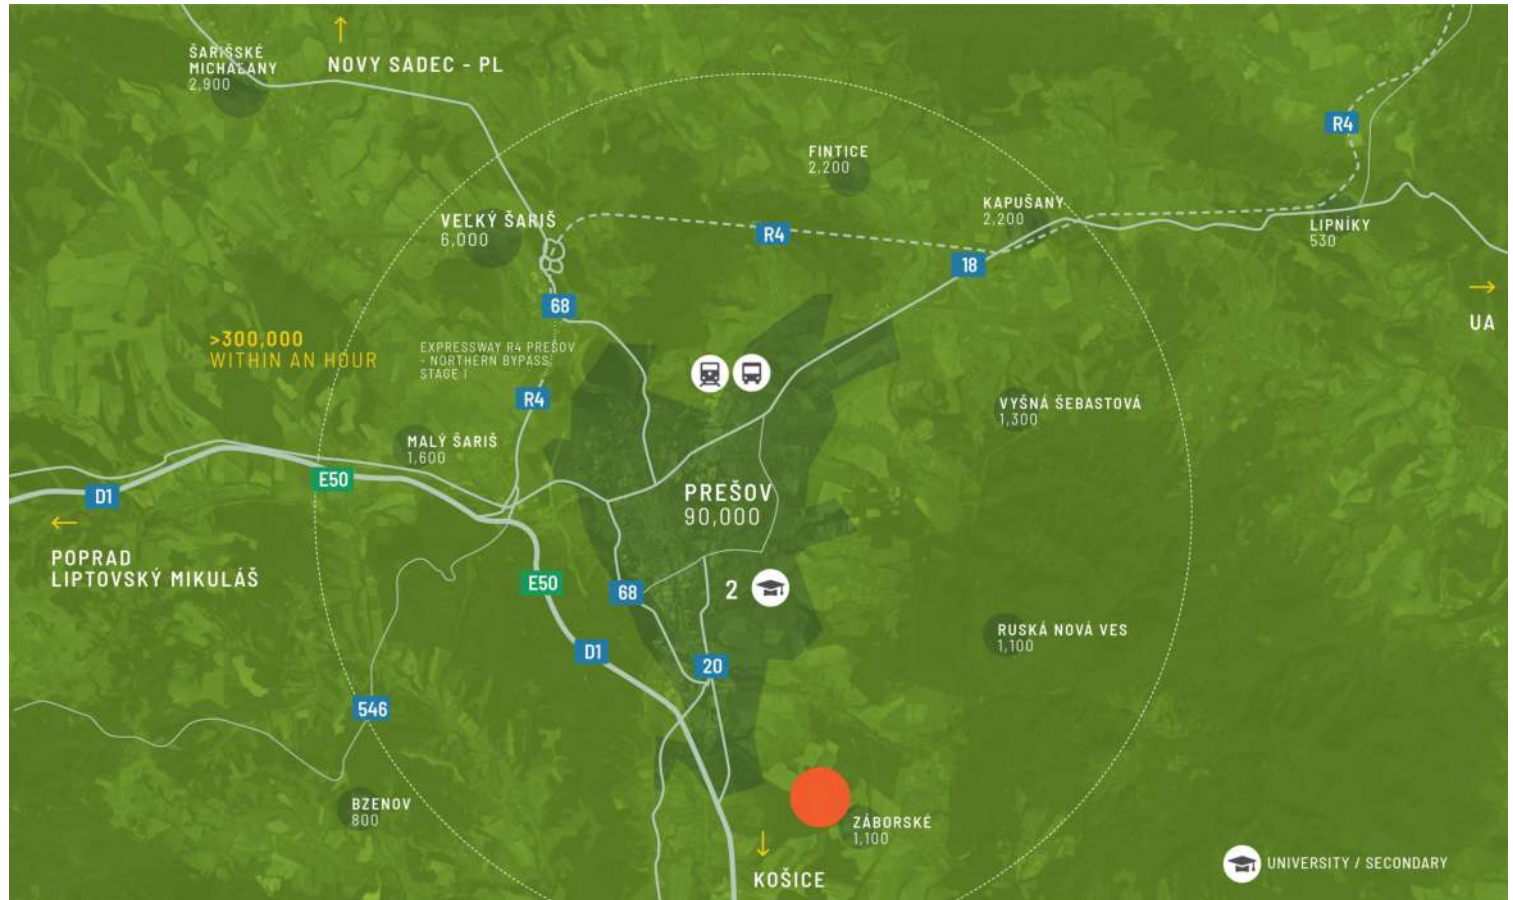 ŠARIŠSKÉ
MICHAĽANY
2,900
NOVY SADEC - PL
R4
FINTICE
2,200
KAPUŠANY
2,200
VEĽKÝ ŠARIŠ
6,000
R4
LIPNÍKY
530
18
68
UA
>300,000
WITHIN AN HOUR
EXPRESSWAY R4 PREŠOV
- NORTHERN BYPASS,
STAGE I
R4
VYŠNÁ ŠEBASTOVÁ
1,300
MALÝ ŠARIŠ
1,600
E50
D1
PREŠOV
90,000
POPRAD
LIPTOVSKÝ MIKULÁŠ
E50
68
2
D1
RUSKÁ NOVÁ VES
1,100
20
546
BZENOV
800
ZÁBORSKÉ
1,100
KOŠICE
UNIVERSITY / SECONDARY